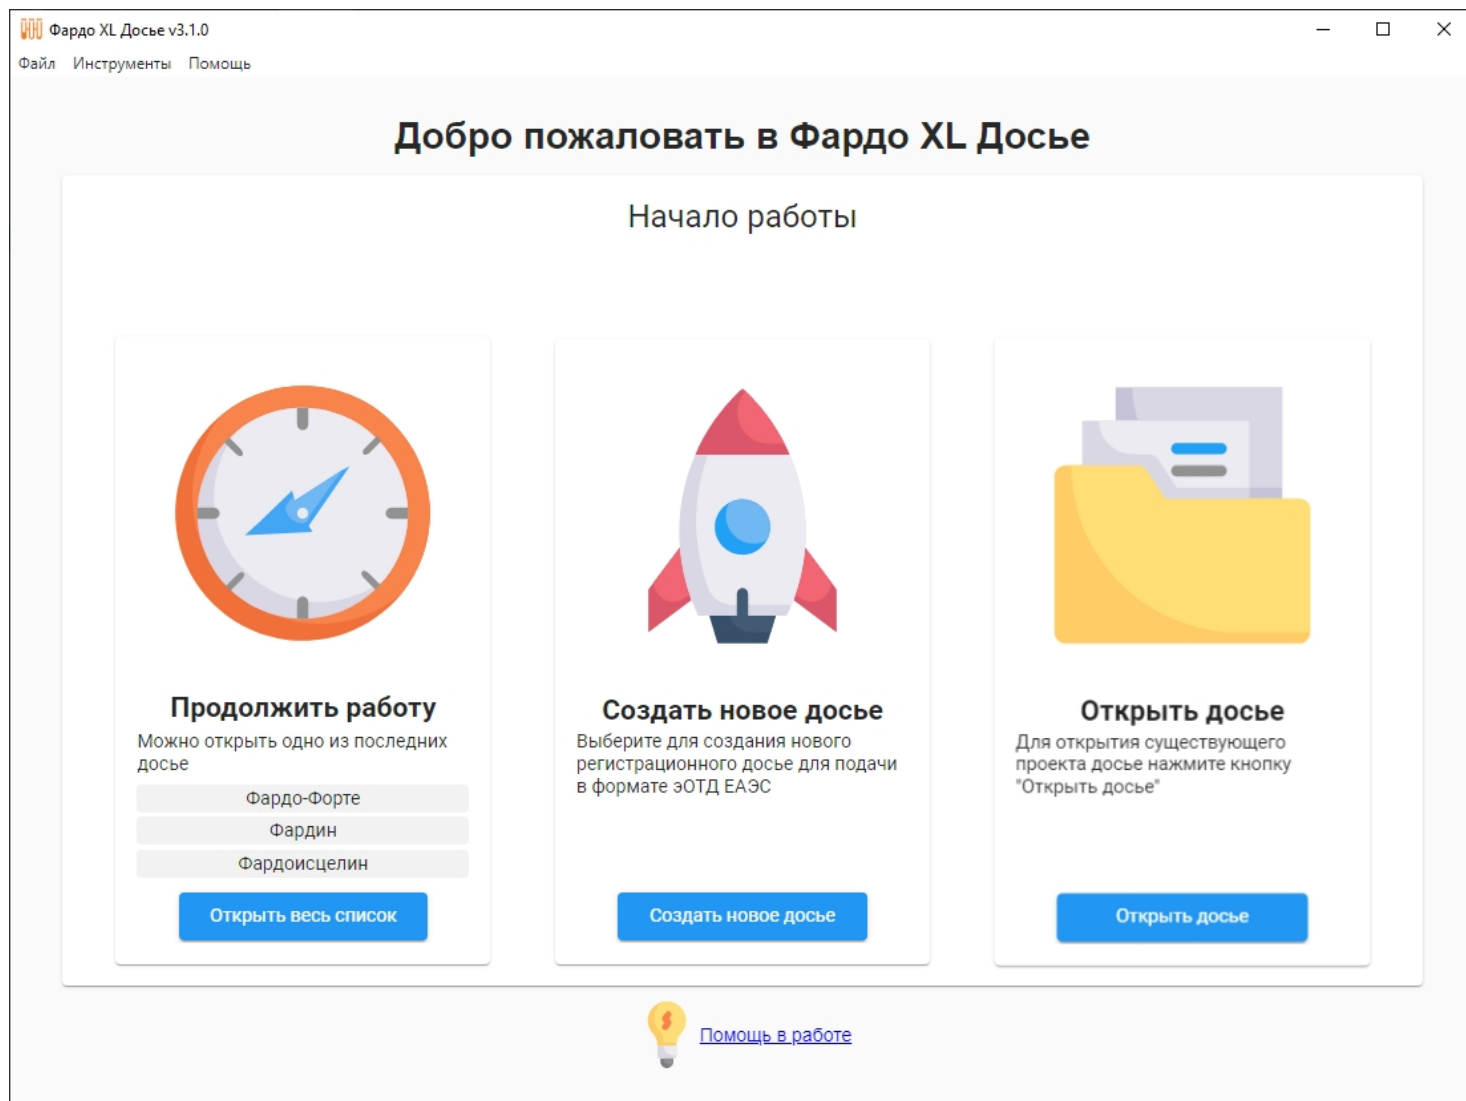 Фардо XL Досье v3.1.0
Файл Инструменты Помощь
Добро пожаловать в Фардо XL Досье
Начало работы
Продолжить работу
Можно открыть одно из последних
досье
Фардо-Форте
Фардин
Фардоисцелин
Открыть весь список
Создать новое досье
Выберите для создания нового
регистрационного досье для подачи
в формате эОТД ЕАЭС
Создать новое досье
Открыть досье
Для открытия существующего
проекта досье нажмите кнопку
"Открыть досье"
Открыть досье
Помощь в работе